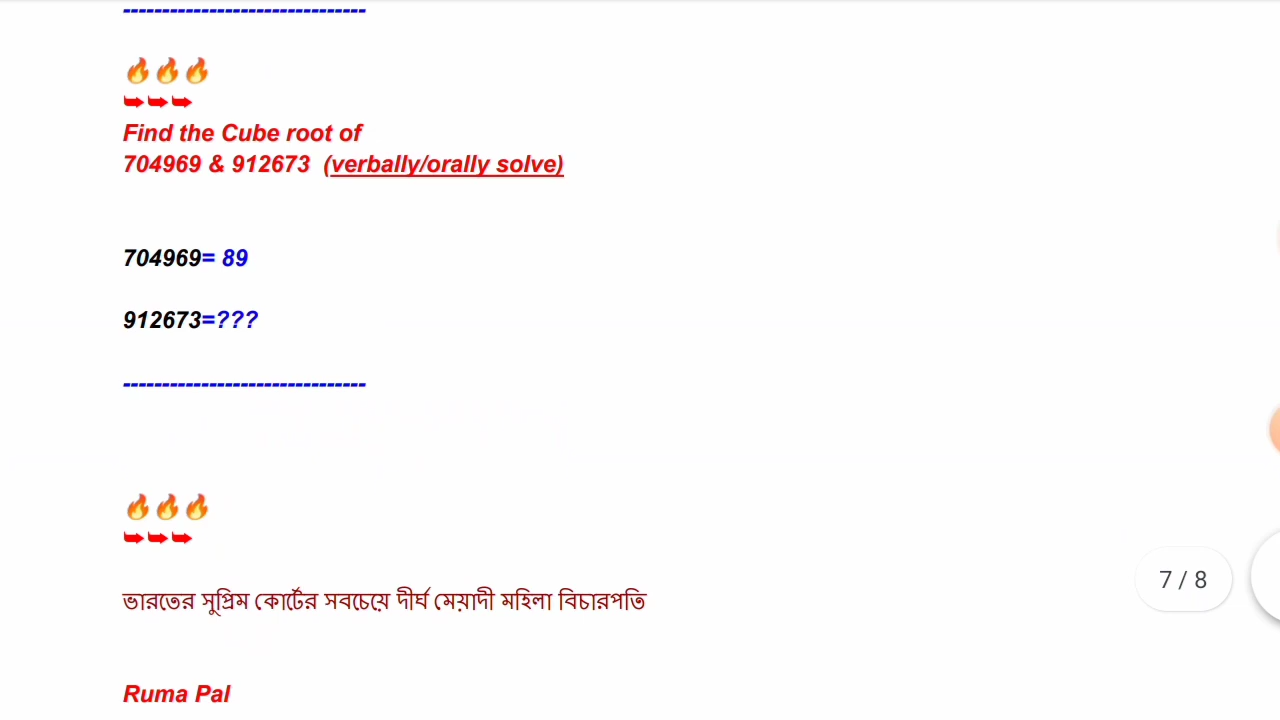 ------------------------------
🔥🔥🔥
➥➥➥
Find the Cube root of
704969 & 912673 (verbally/orally solve)
704969= 89
912673=???
------------------------------
🔥🔥🔥
➥➥➥
ভারতের সুপ্রিম কোর্টের সবচেয়ে দীর্ঘ মেয়াদী মহিলা বিচারপতি
7 / 8
Ruma Pal